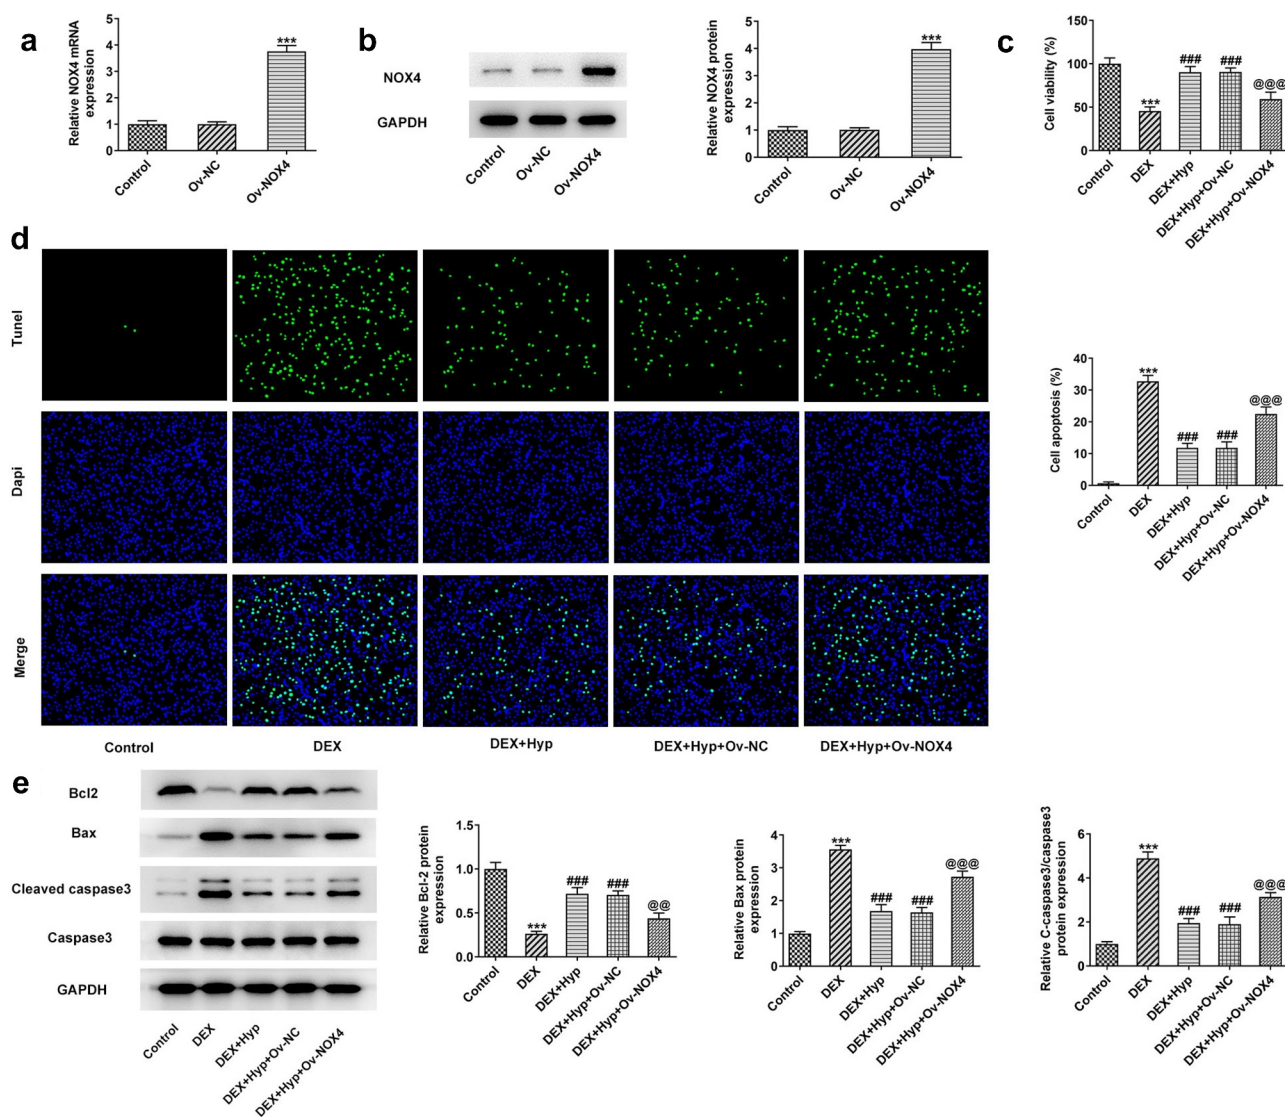 a
Relative NOX4 mRNA
expression
5
4
3
2
1
0
***
Control
Ov-NC
Ov-NOX4
b
NOX4
GAPDH
Control
Ov-NC
Ov-NOX4
Relative NOX4 protein
expression
5
4
3
2
1
0
***
Control
Ov-NC
Ov-NOX4
c
Cell viability (%)
150
100
50
0
***
###
###
@@@
Control
DEX
DEX+Hyp
DEX+Hyp+Ov-NC
DEX+Hyp+Ov-NOX4
d
Tunel
Dapi
Merge
Control
DEX
DEX+Hyp
DEX+Hyp+Ov-NC
DEX+Hyp+Ov-NOX4
Cell apoptosis (%)
40
30
20
10
0
***
###
###
@@@
Control
DEX
DEX+Hyp
DEX+Hyp+Ov-NC
DEX+Hyp+Ov-NOX4
e
Bcl2
Bax
Cleaved caspase3
Caspase3
GAPDH
Control
DEX
DEX+Hyp
DEX+Hyp+Ov-NC
DEX+Hyp+Ov-NOX4
Relative Bcl-2 protein
expression
1.5
1.0
0.5
0.0
***
###
###
@@
Control
DEX
DEX+Hyp
DEX+Hyp+Ov-NC
DEX+Hyp+Ov-NOX4
Relative Bax protein
expression
4
3
2
1
0
***
###
###
@@@
Control
DEX
DEX+Hyp
DEX+Hyp+Ov-NC
DEX+Hyp+Ov-NOX4
Relative C-caspase3/caspase3
protein expression
6
4
2
0
***
###
###
@@@
Control
DEX
DEX+Hyp
DEX+Hyp+Ov-NC
DEX+Hyp+Ov-NOX4